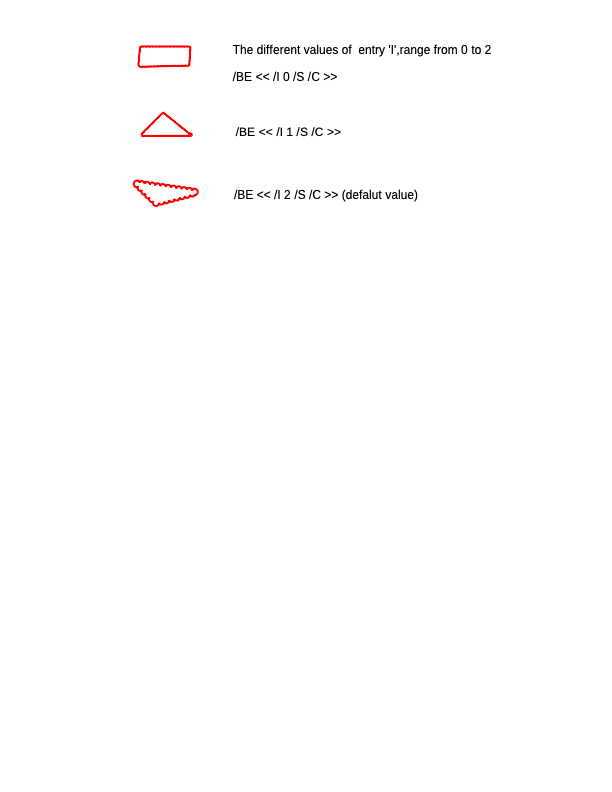 The different values of  entry 'I',range from 0 to 2
/BE << /I 0 /S /C >>
/BE << /I 1 /S /C >>
/BE << /I 2 /S /C >> (defalut value)